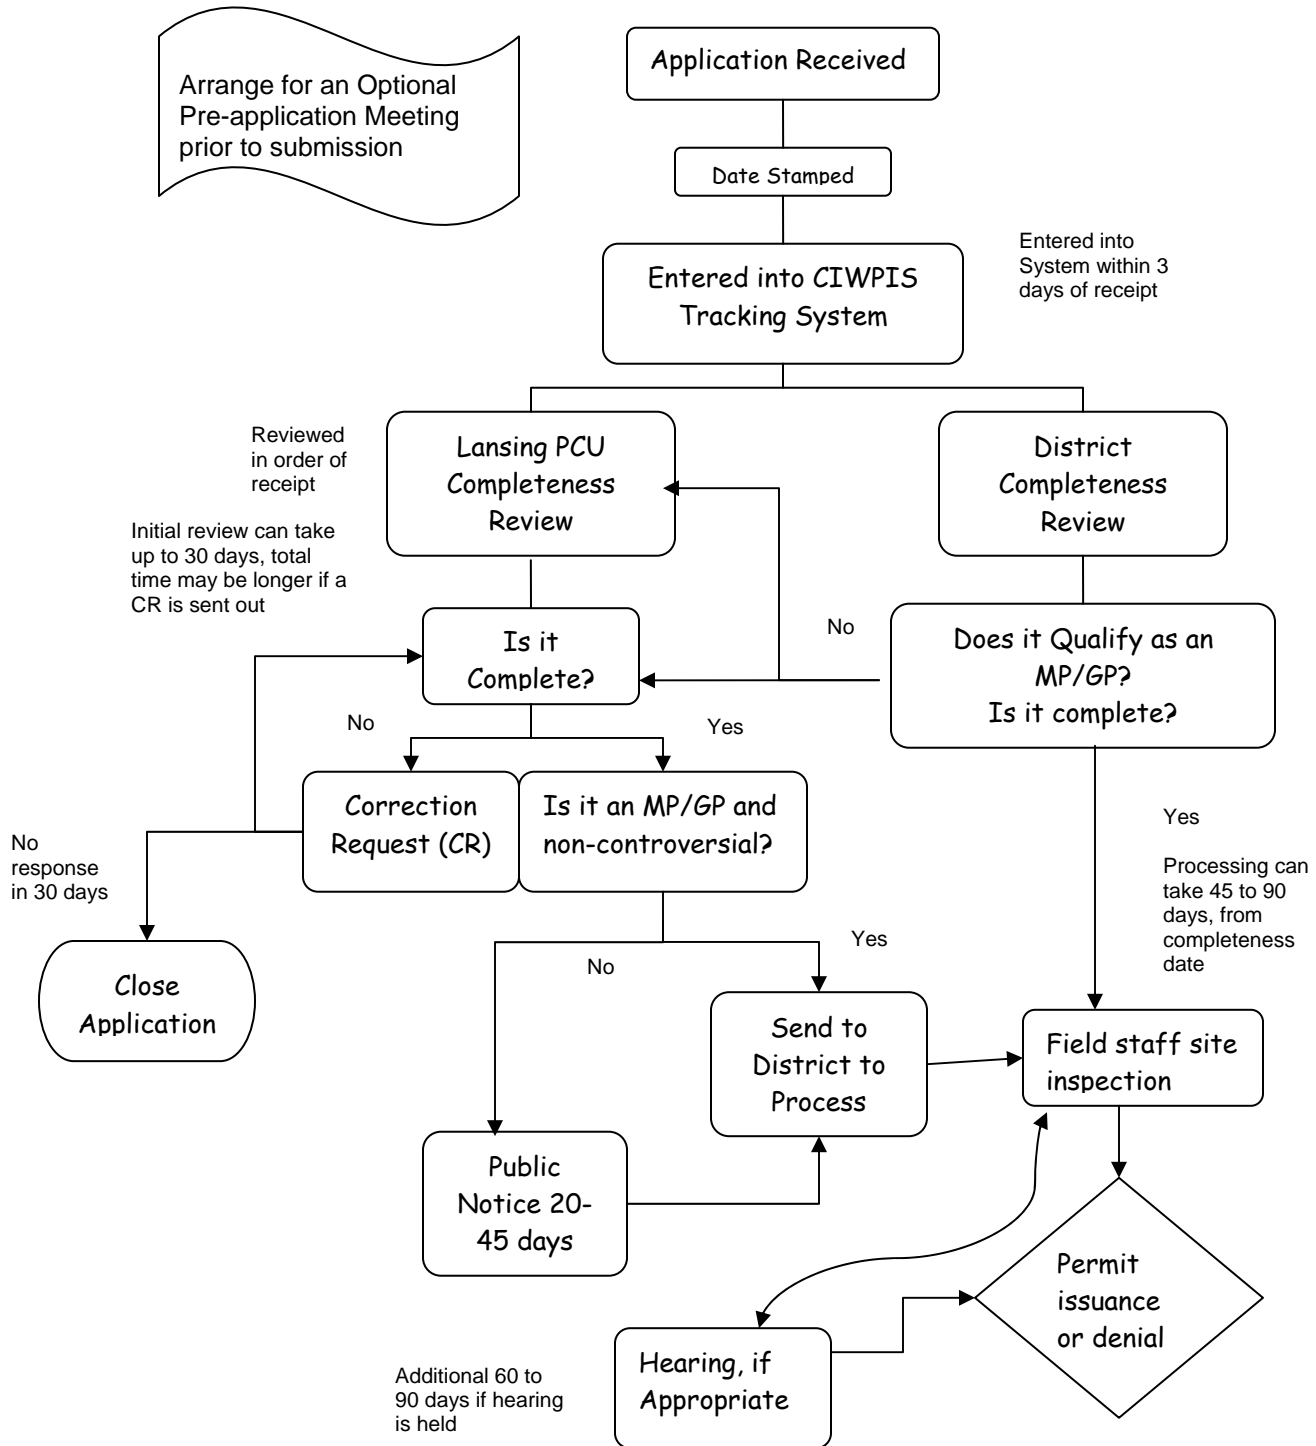 Arrange for an Optional
Pre-application Meeting
prior to submission
Application Received
Date Stamped
Entered into CIWPIS
Tracking System
Entered into
System within 3
days of receipt
Reviewed
in order of
receipt
Lansing PCU
Completeness
Review
District
Completeness
Review
Initial review can take
up to 30 days, total
time may be longer if a
CR is sent out
Is it
Complete?
No
Does it Qualify as an
MP/GP?
Is it complete?
No
Yes
Correction
Request (CR)
Is it an MP/GP and
non-controversial?
No
response
in 30 days
Yes
Processing can
take 45 to 90
days, from
completeness
date
Close
Application
No
Yes
Send to
District to
Process
Field staff site
inspection
Public
Notice 20-
45 days
Permit
issuance
or denial
Hearing, if
Appropriate
Additional 60 to
90 days if hearing
is held